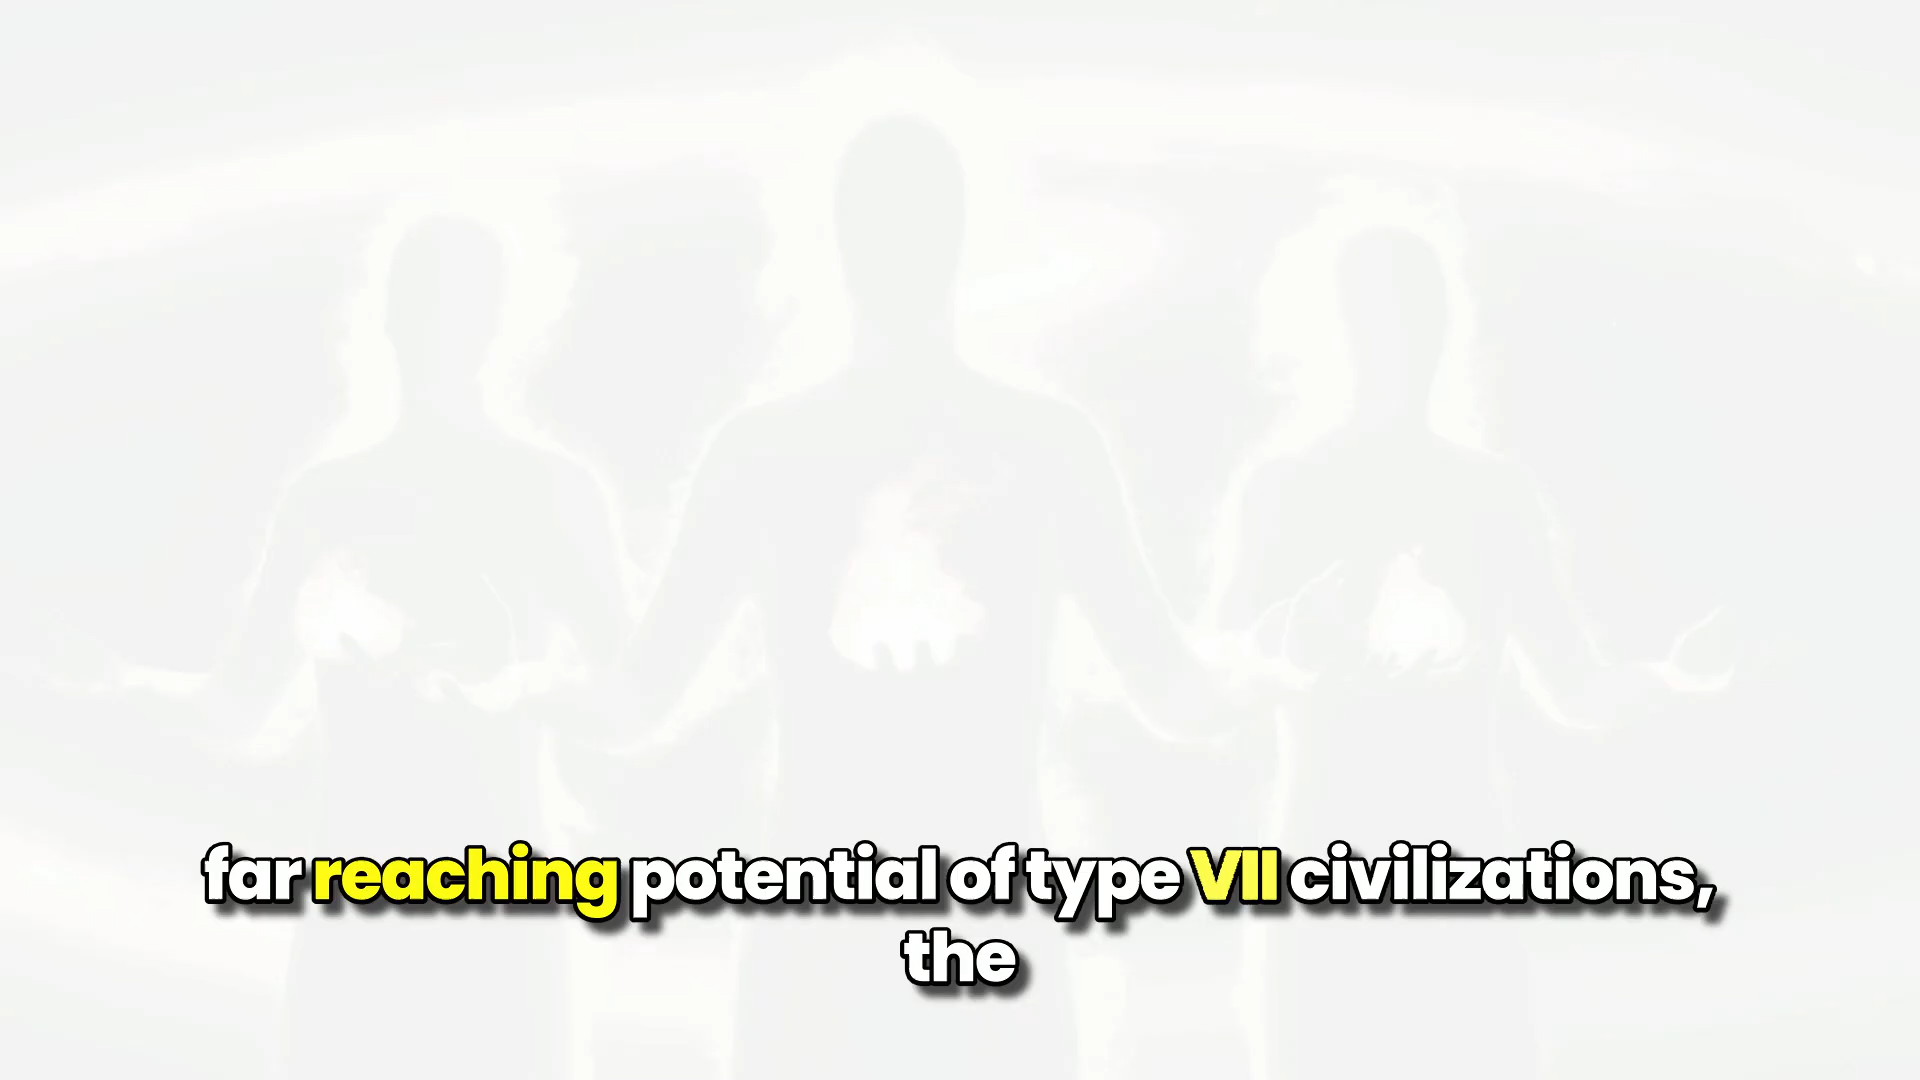 far reaching potential of type VII civilizations,
the